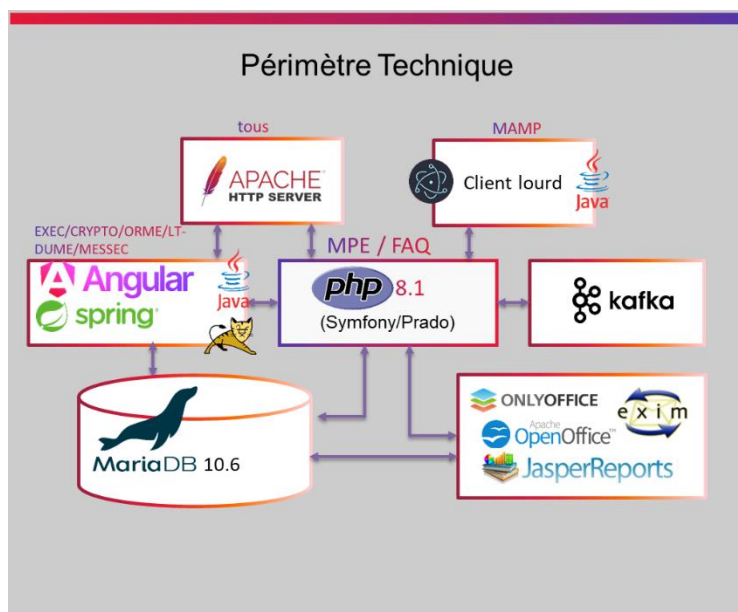 Périmètre Technique
tous
MAMP
APACHE
HTTP SERVER
Client lourd
Java
EXEC/CRYPTO/ORME/LT-
DUME/MESSEC
MPE / FAQ
Angular
Java
spring
php 8.1
(Symfony/Prado)
kafka
MariaDB 10.6
ONLYOFFICE
exim
Apache
OpenOffice™
JasperReports